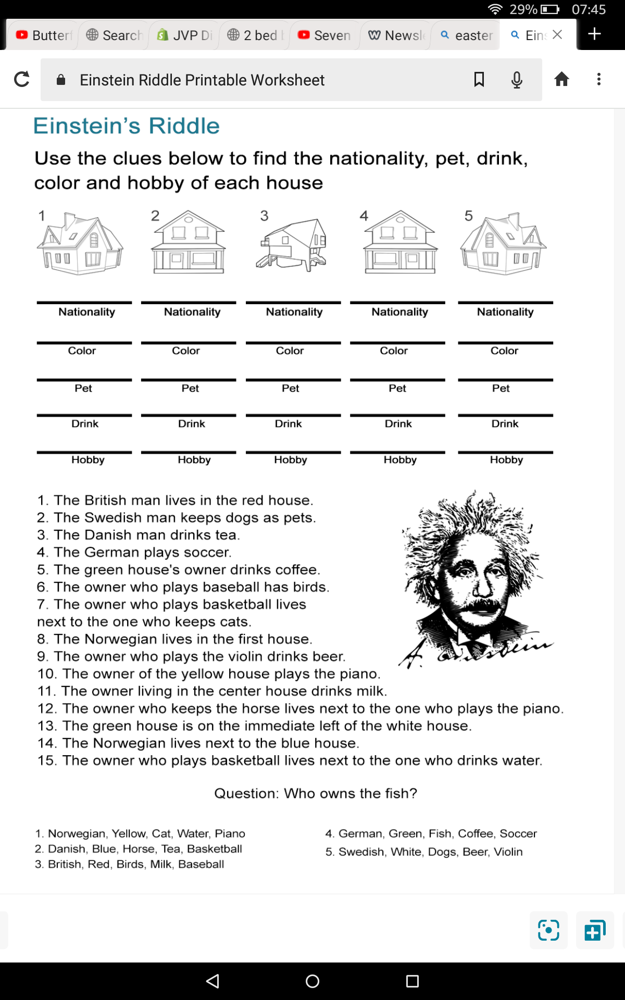 29% 07:45
Butterf Search JVP Di 2 bed Seven Newsle easter Eins
Einstein Riddle Printable Worksheet
Einstein's Riddle
Use the clues below to find the nationality, pet, drink,
color and hobby of each house
1 2 3 4 5
Nationality Nationality Nationality Nationality Nationality
Color Color Color Color Color
Pet Pet Pet Pet Pet
Drink Drink Drink Drink Drink
Hobby Hobby Hobby Hobby Hobby
1. The British man lives in the red house.
2. The Swedish man keeps dogs as pets.
3. The Danish man drinks tea.
4. The German plays soccer.
5. The green house's owner drinks coffee.
6. The owner who plays baseball has birds.
7. The owner who plays basketball lives
next to the one who keeps cats.
8. The Norwegian lives in the first house.
9. The owner who plays the violin drinks beer.
10. The owner of the yellow house plays the piano.
11. The owner living in the center house drinks milk.
12. The owner who keeps the horse lives next to the one who plays the piano.
13. The green house is on the immediate left of the white house.
14. The Norwegian lives next to the blue house.
15. The owner who plays basketball lives next to the one who drinks water.
A. Einstein
Question: Who owns the fish?
1. Norwegian, Yellow, Cat, Water, Piano
2. Danish, Blue, Horse, Tea, Basketball
3. British, Red, Birds, Milk, Baseball
4. German, Green, Fish, Coffee, Soccer
5. Swedish, White, Dogs, Beer, Violin